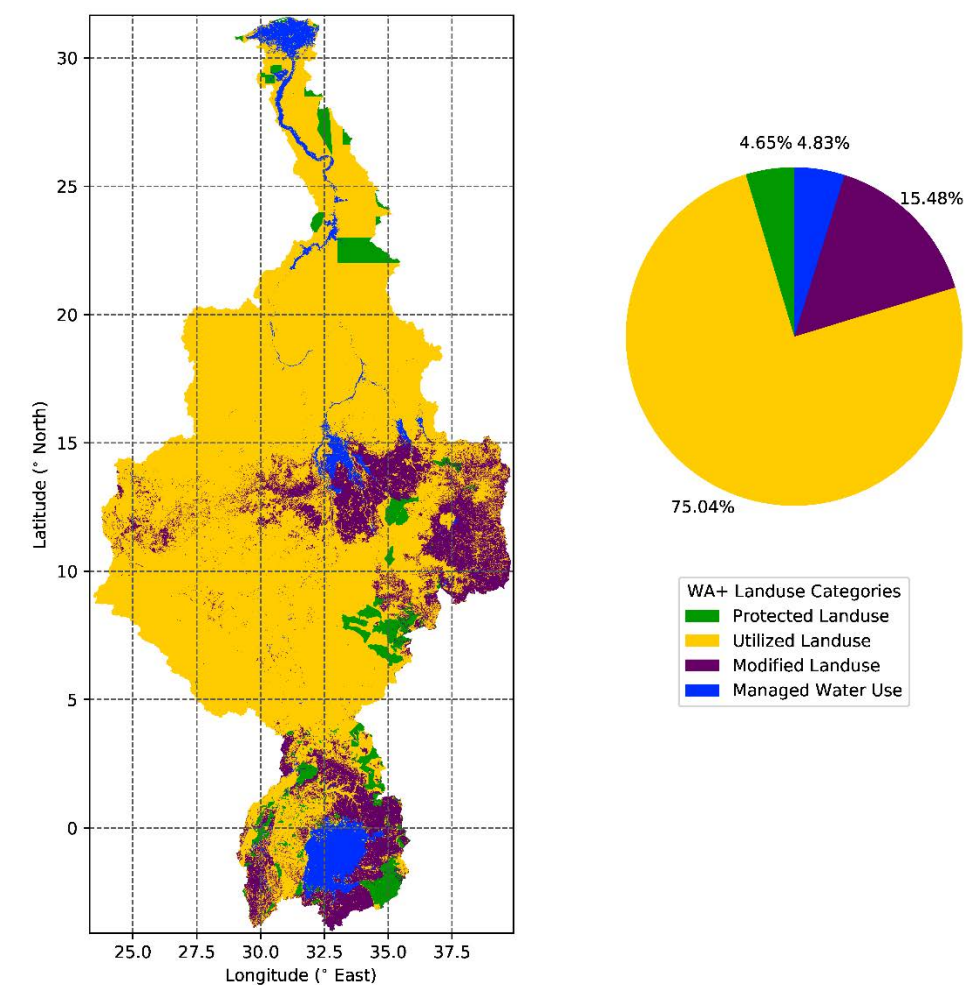 30
25
20
15
10
5
0
Latitude (° North)
25.0 27.5 30.0 32.5 35.0 37.5
Longitude (° East)
4.65% 4.83%
15.48%
75.04%
WA+ Landuse Categories
Protected Landuse
Utilized Landuse
Modified Landuse
Managed Water Use